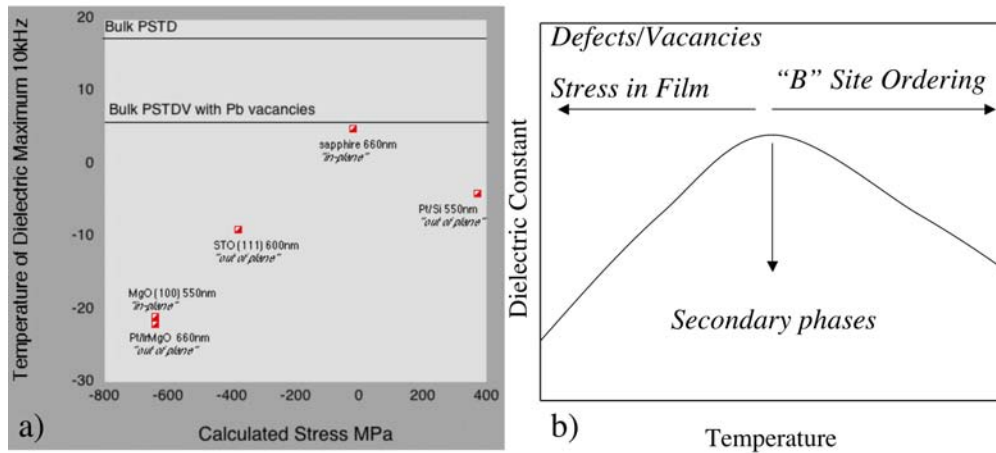 Temperature of Dielectric Maximum 10kHz
20
10
0
-10
-20
-30
Bulk PSTD
Bulk PSTDV with Pb vacancies
sapphire 660nm
"in-plane"
Pt/Si 550nm
"out of plane"
STO (111) 600nm
"out of plane"
MgO (100) 550nm
"in-plane"
Pt/IrMgO 660nm
"out of plane"
-800
-600
-400
-200
0
200
400
a)
Calculated Stress MPa
Dielectric Constant
Defects/Vacancies
Stress in Film
“B” Site Ordering
Secondary phases
b)
Temperature